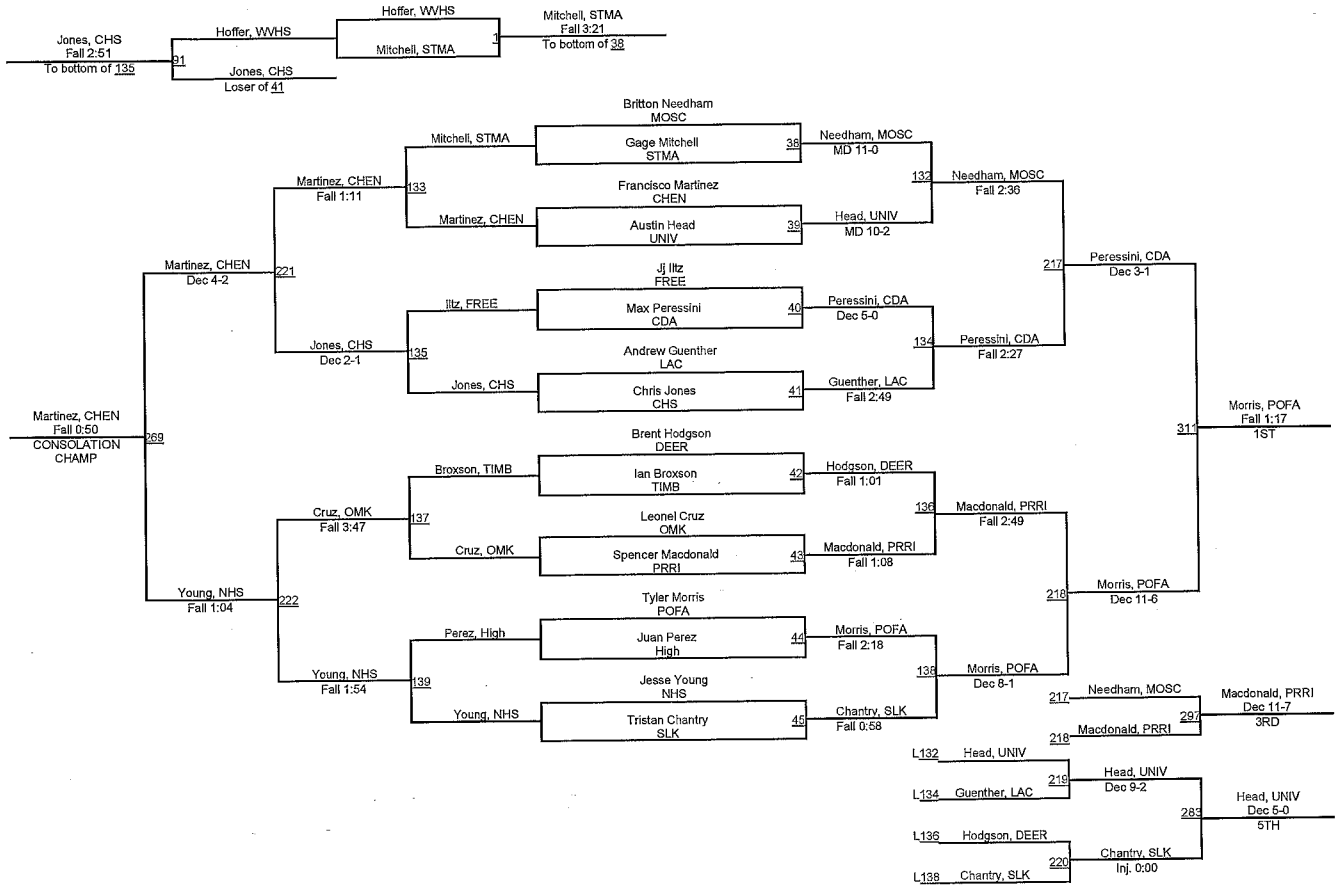 Jones, CHS
Fall 2:51
To bottom of 135
91
Hoffer, WVHS
Jones, CHS
Loser of 41
Hoffer, WVHS
Mitchell, STMA
1
Mitchell, STMA
Fall 3:21
To bottom of 38
Britton Needham
MOSC
Gage Mitchell
STMA
38
Francisco Martinez
CHEN
Austin Head
UNIV
39
Jj Iltz
FREE
Max Peressini
CDA
40
Andrew Guenther
LAC
Chris Jones
CHS
41
Brent Hodgson
DEER
Ian Broxson
TIMB
42
Leonel Cruz
OMK
Spencer Macdonald
PRRI
43
Tyler Morris
POFA
Juan Perez
High
44
Jesse Young
NHS
Tristan Chantry
SLK
45
Mitchell, STMA
133
Martinez, CHEN
Iltz, FREE
135
Jones, CHS
Broxson, TIMB
137
Cruz, OMK
Perez, High
139
Young, NHS
Martinez, CHEN
Fall 1:11
221
Jones, CHS
Dec 2-1
Cruz, OMK
Fall 3:47
222
Young, NHS
Fall 1:54
Martinez, CHEN
Dec 4-2
269
Young, NHS
Fall 1:04
Martinez, CHEN
Fall 0:50
CONSOLATION
CHAMP
Needham, MOSC
MD 11-0
132
Head, UNIV
MD 10-2
Peressini, CDA
Dec 5-0
134
Guenther, LAC
Fall 2:49
Hodgson, DEER
Fall 1:01
136
Macdonald, PRRI
Fall 1:08
Morris, POFA
Fall 2:18
138
Chantry, SLK
Fall 0:58
Needham, MOSC
Fall 2:36
217
Peressini, CDA
Fall 2:27
Macdonald, PRRI
Fall 2:49
218
Morris, POFA
Dec 8-1
Peressini, CDA
Dec 3-1
311
Morris, POFA
Dec 11-6
Morris, POFA
Fall 1:17
1ST
217 Needham, MOSC
297
218 Macdonald, PRRI
Macdonald, PRRI
Dec 11-7
3RD
L132 Head, UNIV
219
L134 Guenther, LAC
L136 Hodgson, DEER
220
L138 Chantry, SLK
Head, UNIV
Dec 9-2
283
Chantry, SLK
Inj. 0:00
Head, UNIV
Dec 5-0
5TH